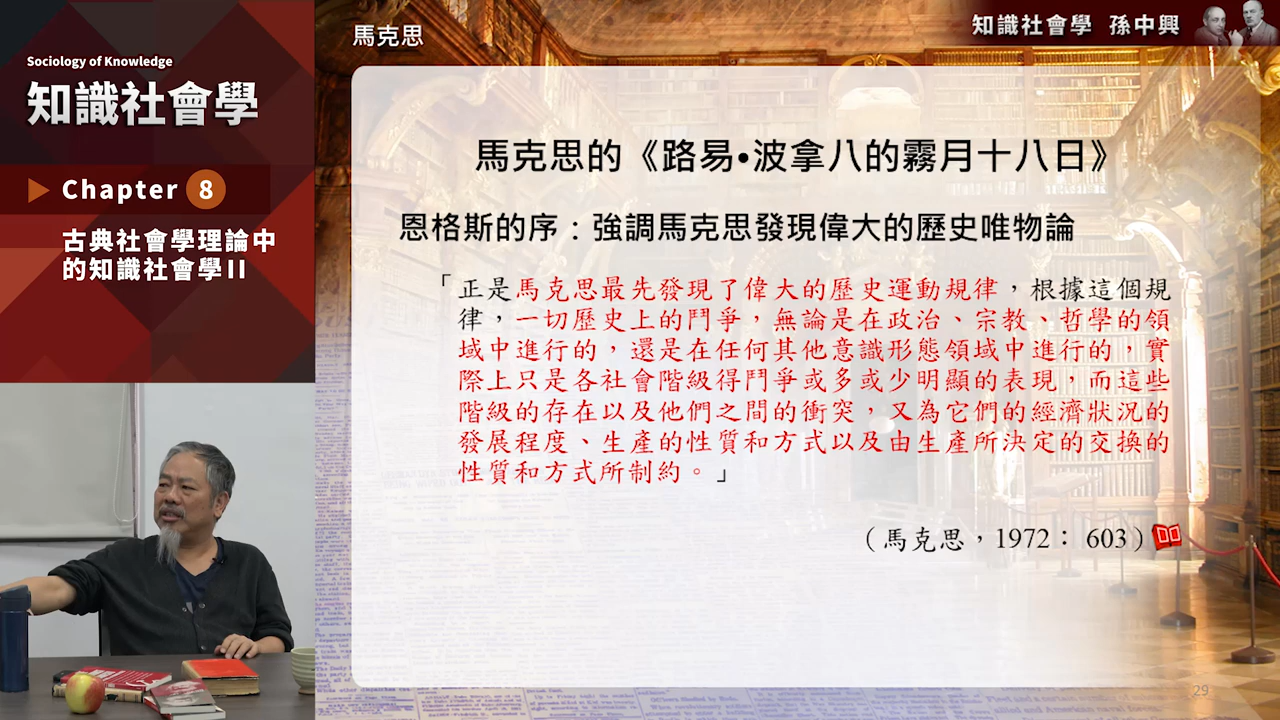 Sociology of Knowledge
知識社會學
Chapter 8
古典社會學理論中
的知識社會學II
馬克思
知識社會學 孫中興
馬克思的《路易•波拿八的霧月十八日》
恩格斯的序：強調馬克思發現偉大的歷史唯物論
「正是馬克思最先發現了偉大的歷史運動規律，根據這個規
律，一切歷史上的鬥爭，無論是在政治、宗教、哲學的領
域中進行的，還是在任何其他意識形態領域中進行的，實
際上只是各社會階級得鬥爭或多或少明顯的表現，而這些
階級的存在以及他們之間的衝突，又為它們的經濟狀況的
發展程度、生產的性質和方式以及由生產所決定的交換的
性質和方式所制約。」
（馬克思，1972： 603）
29